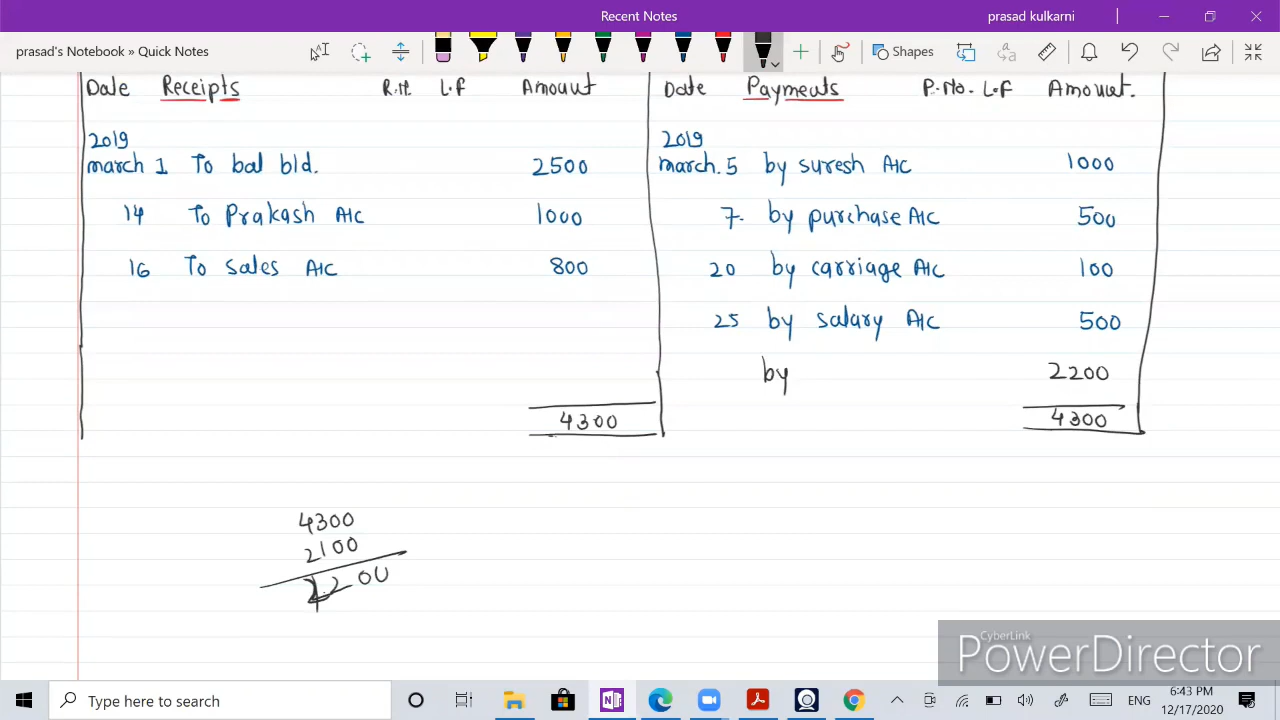 Recent Notes
prasad kulkarni
prasad's Notebook » Quick Notes
Shapes
Date Receipts R.N. L.F Amount Date Payments P.No. L.F Amount.
2019 2019
march 1 To bal bld. 2500 march. 5 by suresh A/C 1000
14 To Prakash A/C 1000 7. by purchase A/C 500
16 To sales A/C 800 20 by carriage A/C 100
25 by salary A/C 500
by 2200
4300 4300
4300
2100
2200
CyberLink
PowerDirector
Type here to search
ENG
6:43 PM
12/17/2020